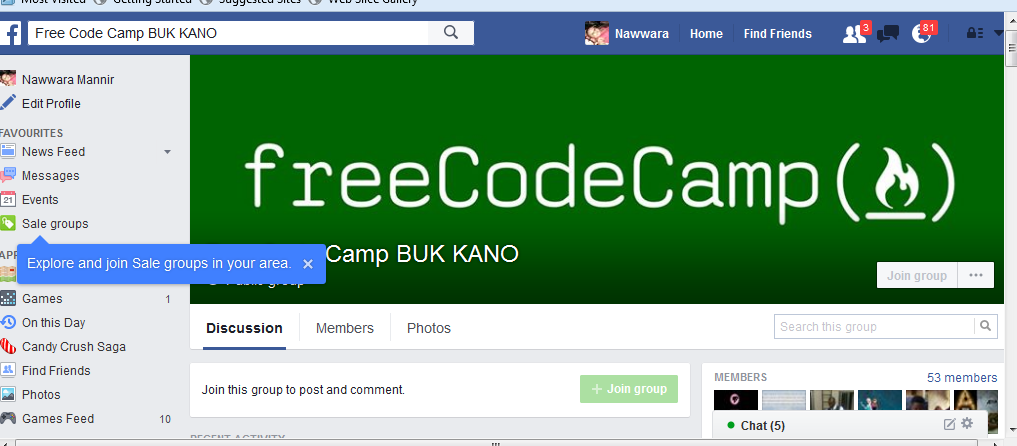 Most Visited Getting Started Suggested Sites Web Slice Gallery
f Free Code Camp BUK KANO Nawwara Home Find Friends 3 81
Nawwara Mannir
Edit Profile
FAVOURITES
News Feed
Messages
21 Events
Sale groups
Explore and join Sale groups in your area. ×
Games 1
On this Day
Candy Crush Saga
Find Friends
Photos
Games Feed 10
freeCodeCamp(
)
Camp BUK KANO
Public group
Join group ...
Discussion Members Photos
Search this group
Join this group to post and comment.
+ Join group
RECENT ACTIVITY
MEMBERS 53 members
A
Chat (5)